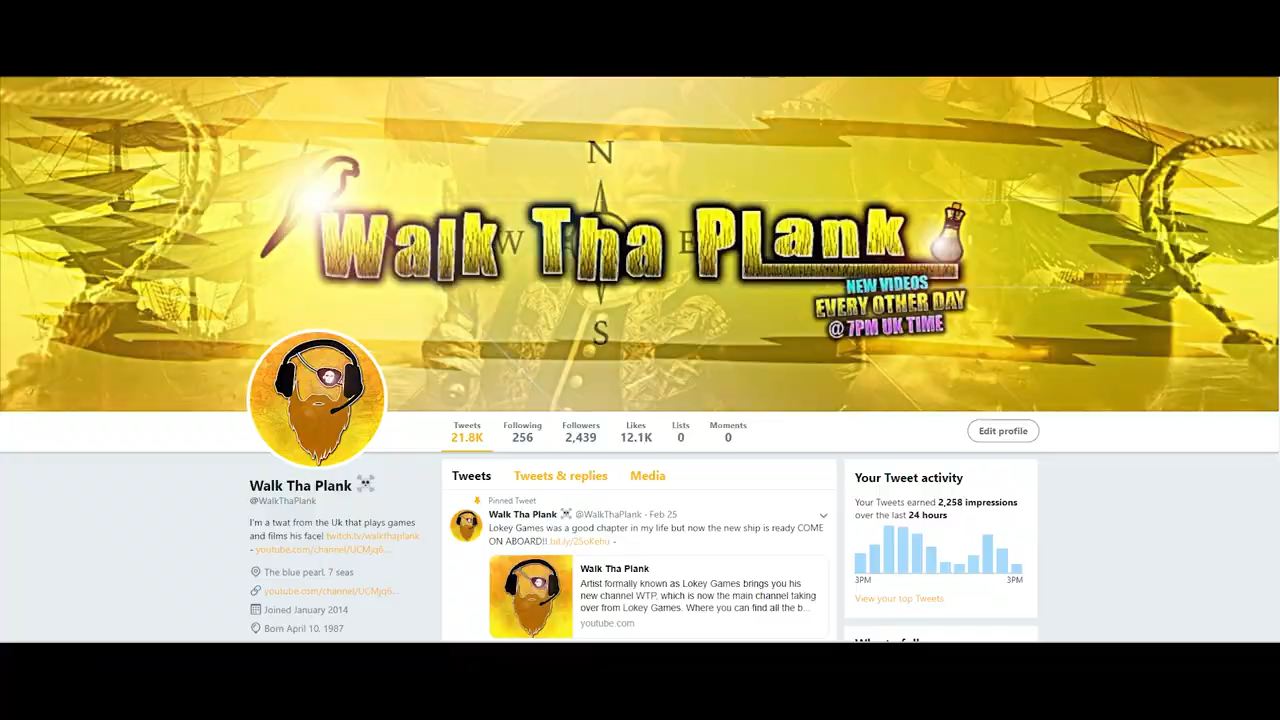 N
W
E
Walk Tha Plank
NEW VIDEOS
EVERY OTHER DAY
@ 7PM UK TIME
S
Tweets Following Followers Likes Lists Moments
21.8K 256 2,439 12.1K 0 0
Edit profile
Walk Tha Plank
@WalkThaPlank
I'm a twat from the Uk that plays games
and films his face! twitch.tv/walkthaplank
- youtube.com/channel/UCMjq6...
The blue pearl, 7 seas
youtube.com/channel/UCMjq6...
Joined January 2014
Born April 10, 1987
Tweets Tweets & replies Media
Pinned Tweet
Walk Tha Plank @WalkThaPlank · Feb 25
Lokey Games was a good chapter in my life but now the new ship is ready COME
ON ABOARD!! bit.ly/25oKehu -
Walk Tha Plank
Artist formally known as Lokey Games brings you his
new channel WTP, which is now the main channel taking
over from Lokey Games. Where you can find all the b...
youtube.com
Your Tweet activity
Your Tweets earned 2,258 impressions
over the last 24 hours
3PM 3PM
View your top Tweets